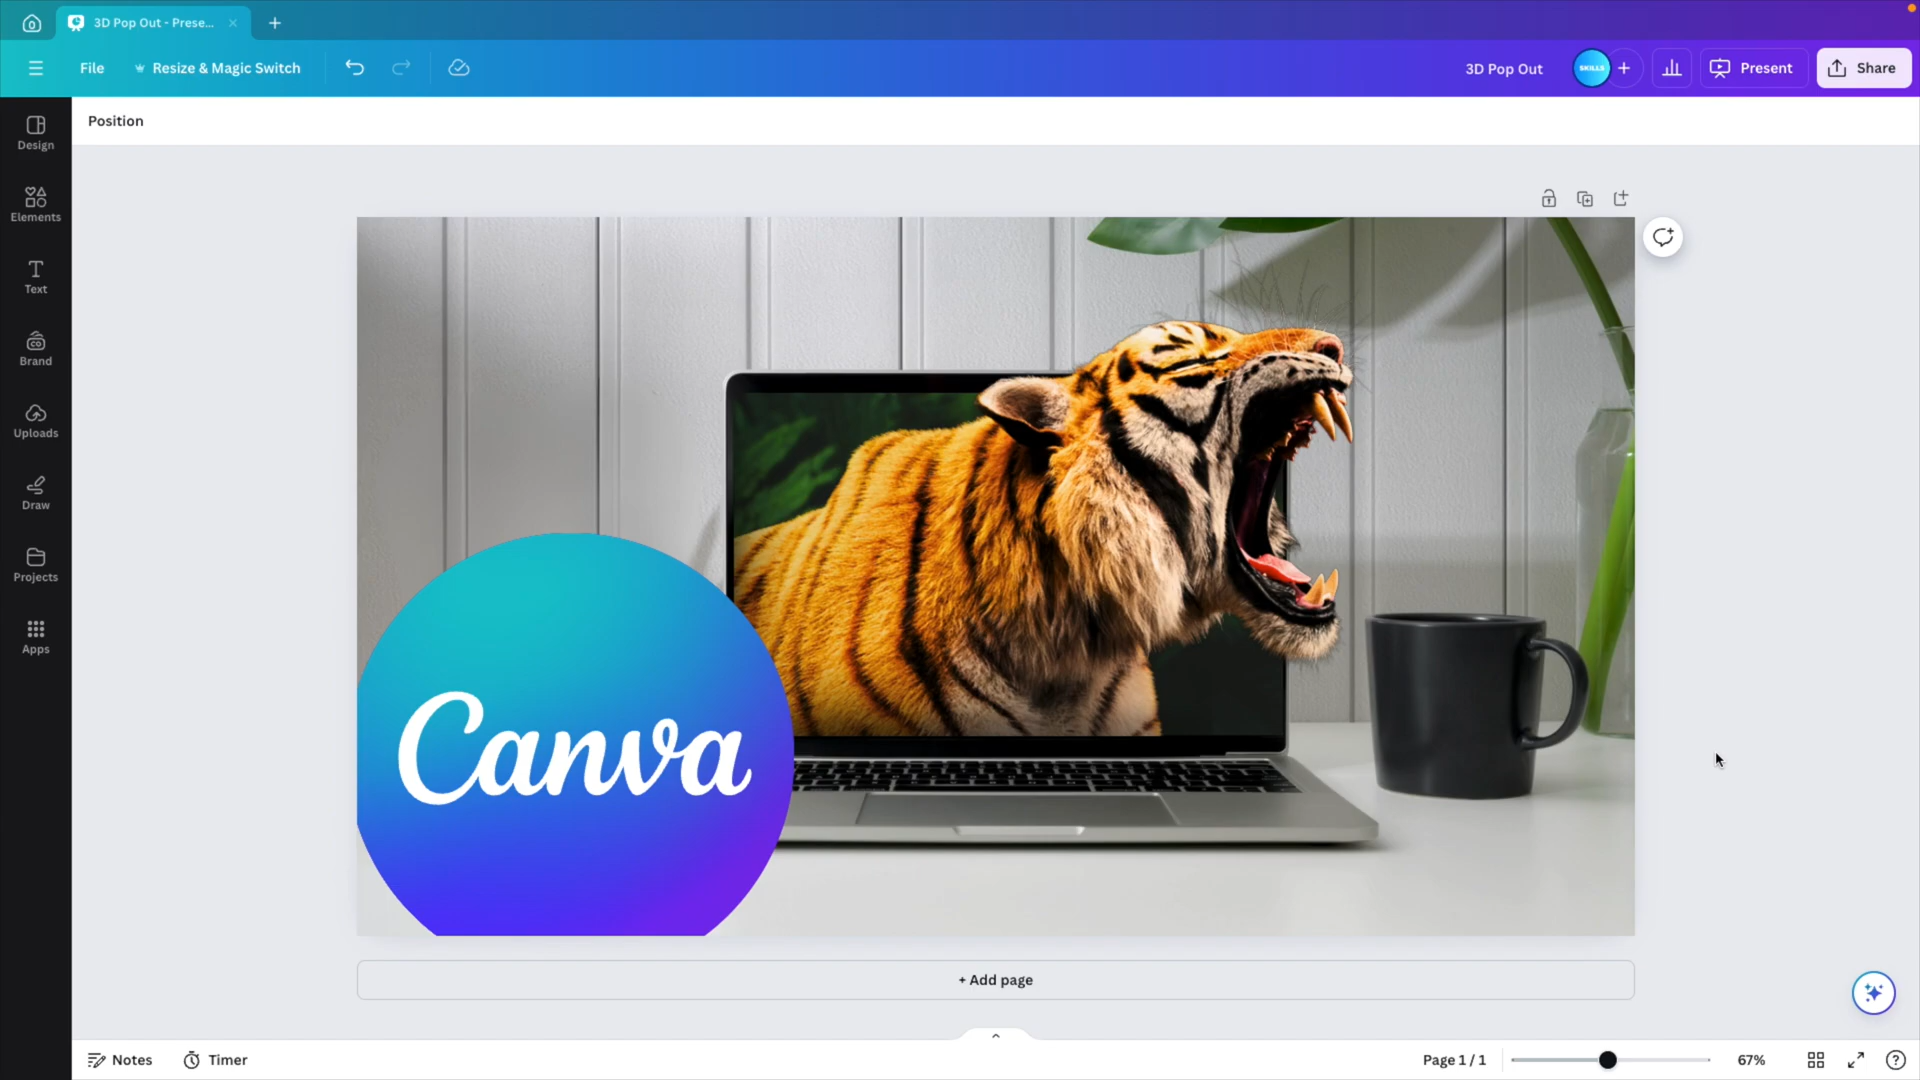 3D Pop Out - Prese...
File
Resize & Magic Switch
3D Pop Out
SKILLS
Present
Share
Position
Design
Elements
Text
Brand
Uploads
Draw
Projects
Apps
Canva
+ Add page
Notes
Timer
Page 1 / 1
67%